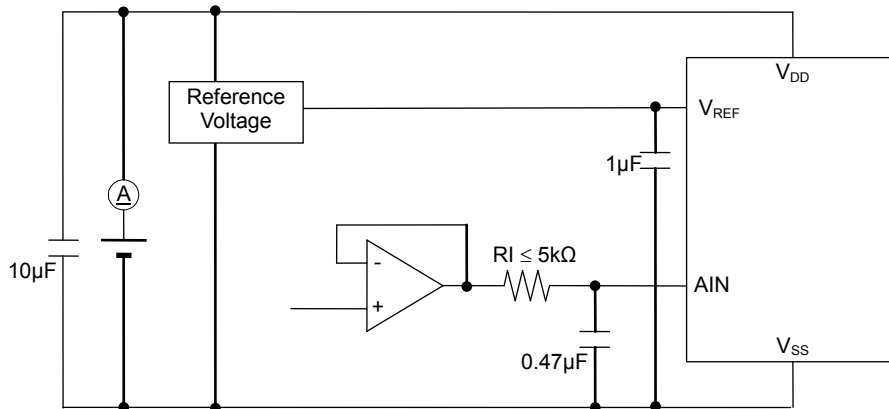 V_DD
Reference
Voltage
V_REF
1µF
A
RI ≤ 5kΩ
10µF
-
+
AIN
0.47µF
V_SS